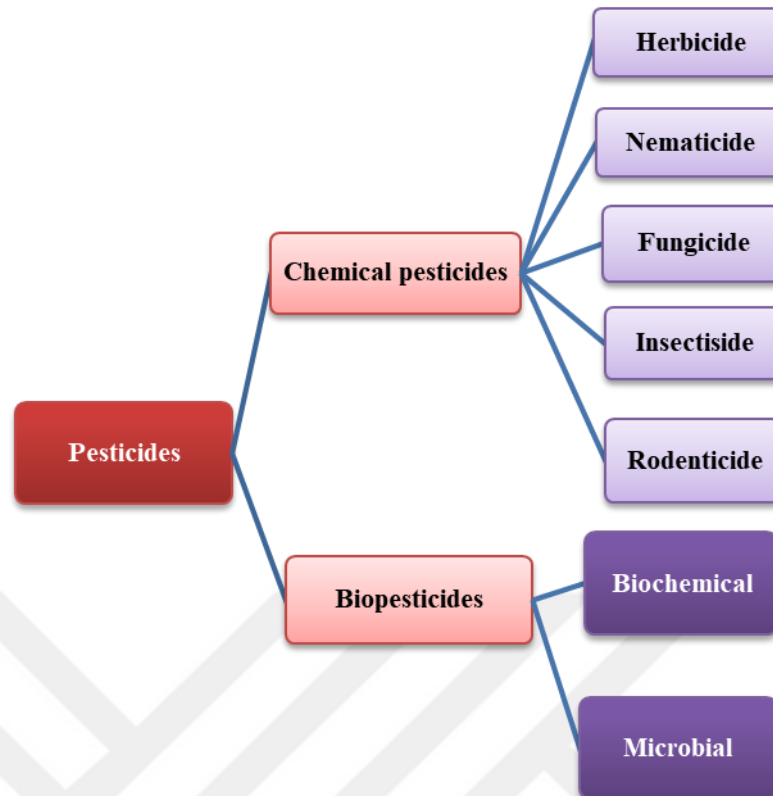 Pesticides
Chemical pesticides
Herbicide
Nematicide
Fungicide
Insectiside
Rodenticide
Biopesticides
Biochemical
Microbial